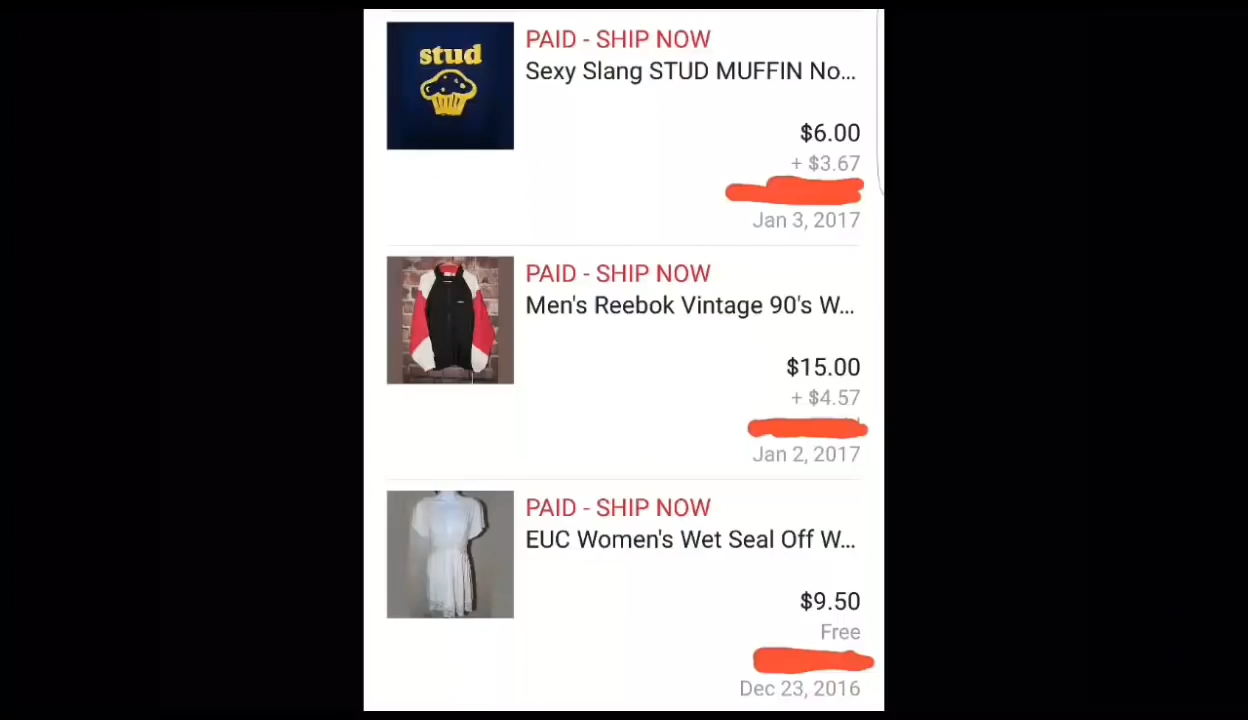 stud
PAID - SHIP NOW
Sexy Slang STUD MUFFIN No...
$6.00
+ $3.67
Jan 3, 2017
PAID - SHIP NOW
Men's Reebok Vintage 90's W...
$15.00
+ $4.57
Jan 2, 2017
PAID - SHIP NOW
EUC Women's Wet Seal Off W...
$9.50
Free
Dec 23, 2016